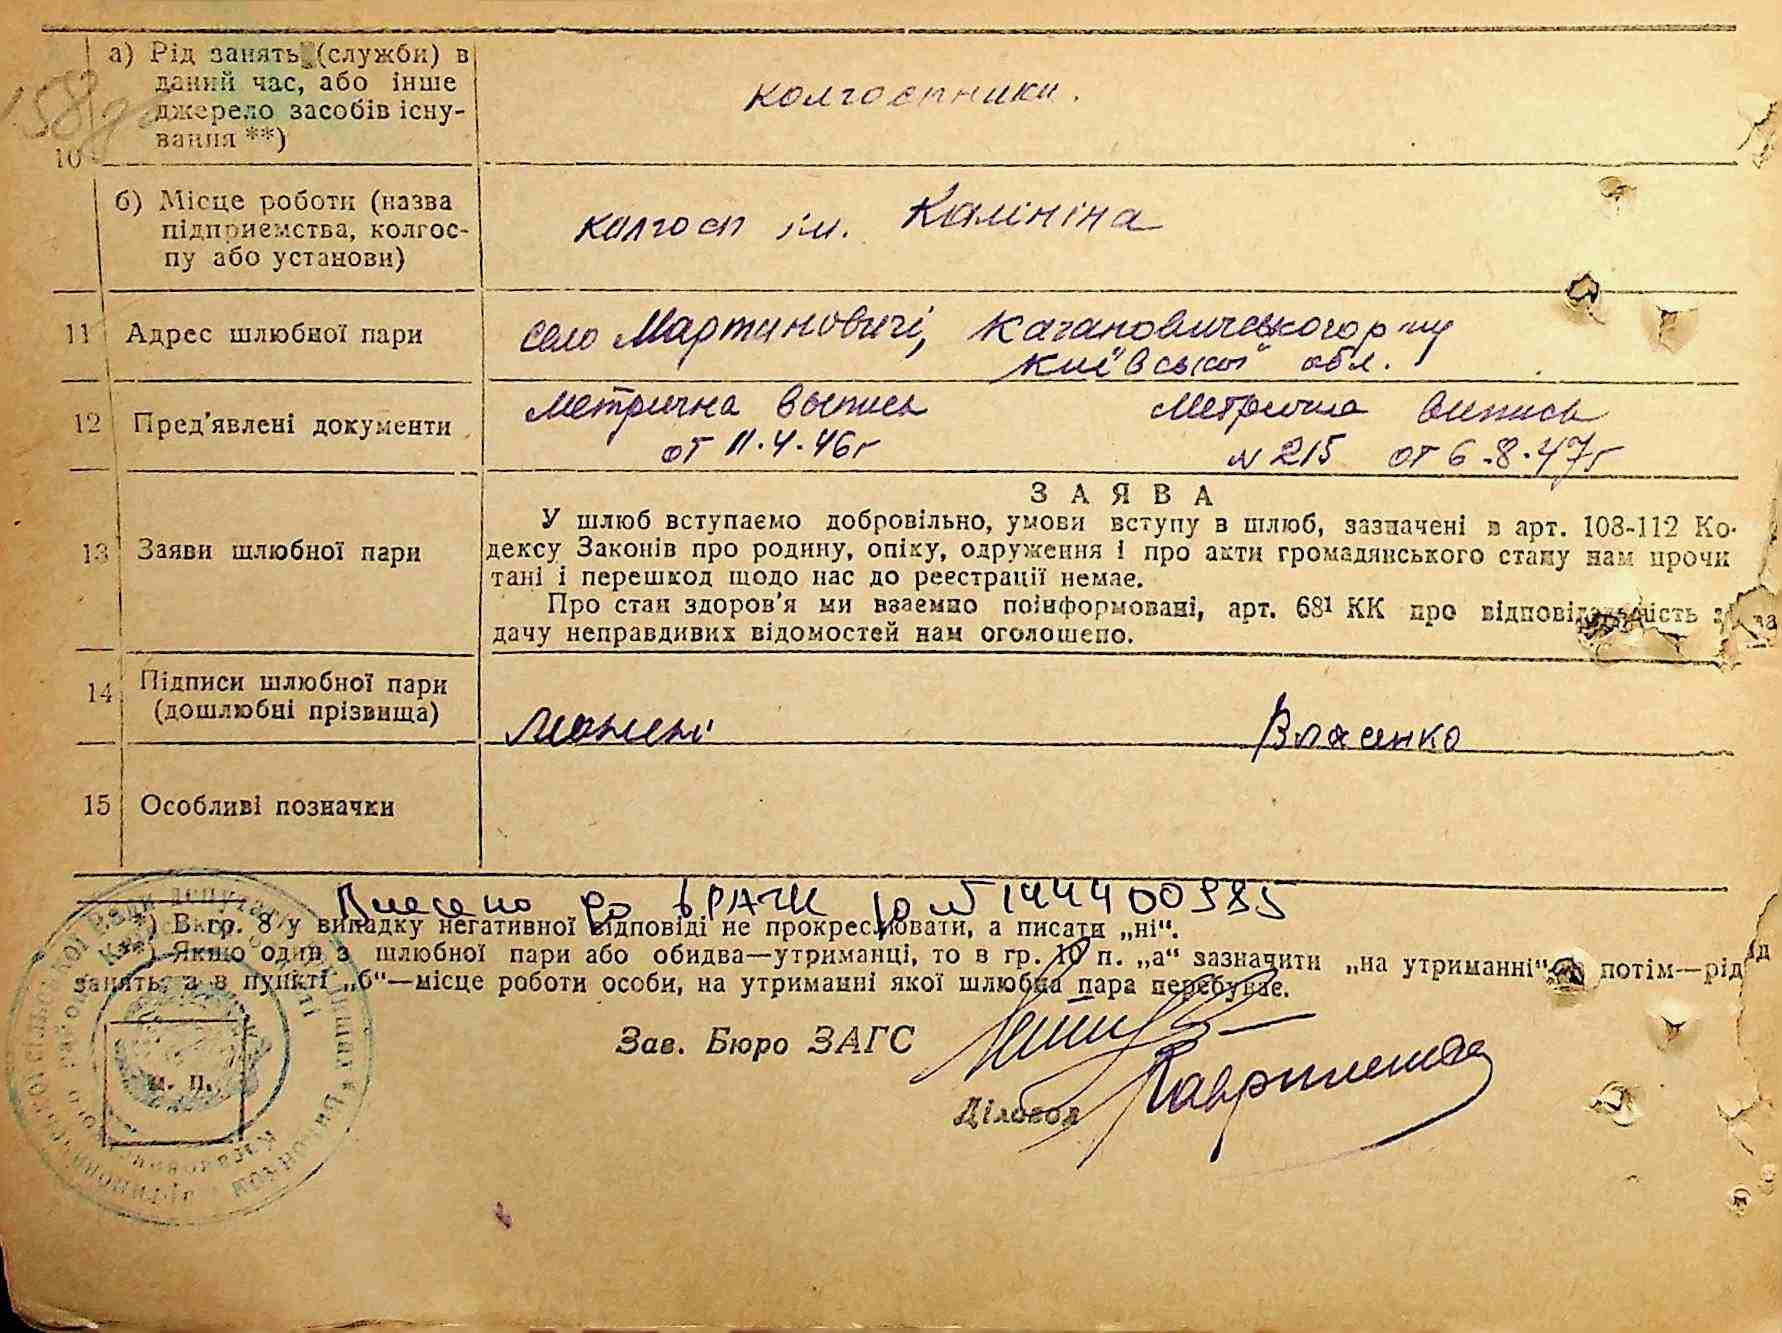 а) Рід занять (служби) в
даний час, або інше
джерело засобів існу-
вання **)
колгоспники.
10
б) Місце роботи (назва
підприємства, колгос-
пу або установи)
колгосп ім. Калініна
11 Адрес шлюбної пари
село Мартиновичі, Кагановичського р-ну
Київської обл.
12 Пред'явлені документи
Метрична выпись
от 11.4.46г
Метрична випись
№ 215 от 6.8.47г
ЗАЯВА
13 Заяви шлюбної пари
У шлюб вступаємо добровільно, умови вступу в шлюб, зазначені в арт. 108-112 Ко-
дексу Законів про родину, опіку, одруження і про акти громадянського стану нам прочи
тані і перешкод щодо нас до реєстрації немає.
Про стан здоров'я ми взаємно поінформовані, арт. 68¹ КК про відповідальність за
дачу неправдивих відомостей нам оголошено.
14 Підписи шлюбної пари
(дошлюбні прізвища)
Власенко
15 Особливі позначки
Внесено до ДРАЦС № 144400985
*) В гр. 8 у випадку негативної відповіді не прокреслювати, а писати „ні“.
**) Якщо один з шлюбної пари або обидва—утриманці, то в гр. 10 п. „а“ зазначити „на утриманні“, а потім—рід
занять, а в пункті „б“—місце роботи особи, на утриманні якої шлюбна пара перебуває.
Зав. Бюро ЗАГС
Діловод
м. п.